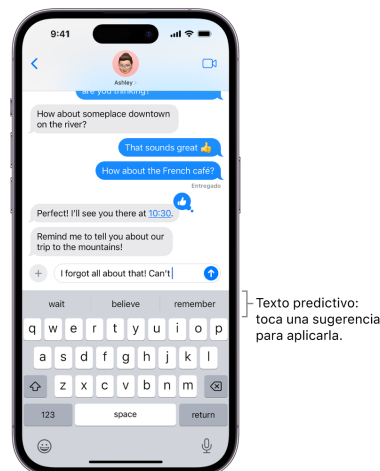 9:41
Ashley
are you thinking?
How about someplace downtown
on the river?
That sounds great 👍
How about the French café?
Entregado
Perfect! I'll see you there at 10:30.
Remind me to tell you about our
trip to the mountains!
I forgot all about that! Can't
wait believe remember
q w e r t y u i o p
a s d f g h j k l
z x c v b n m
123 space return
Texto predictivo:
toca una sugerencia
para aplicarla.